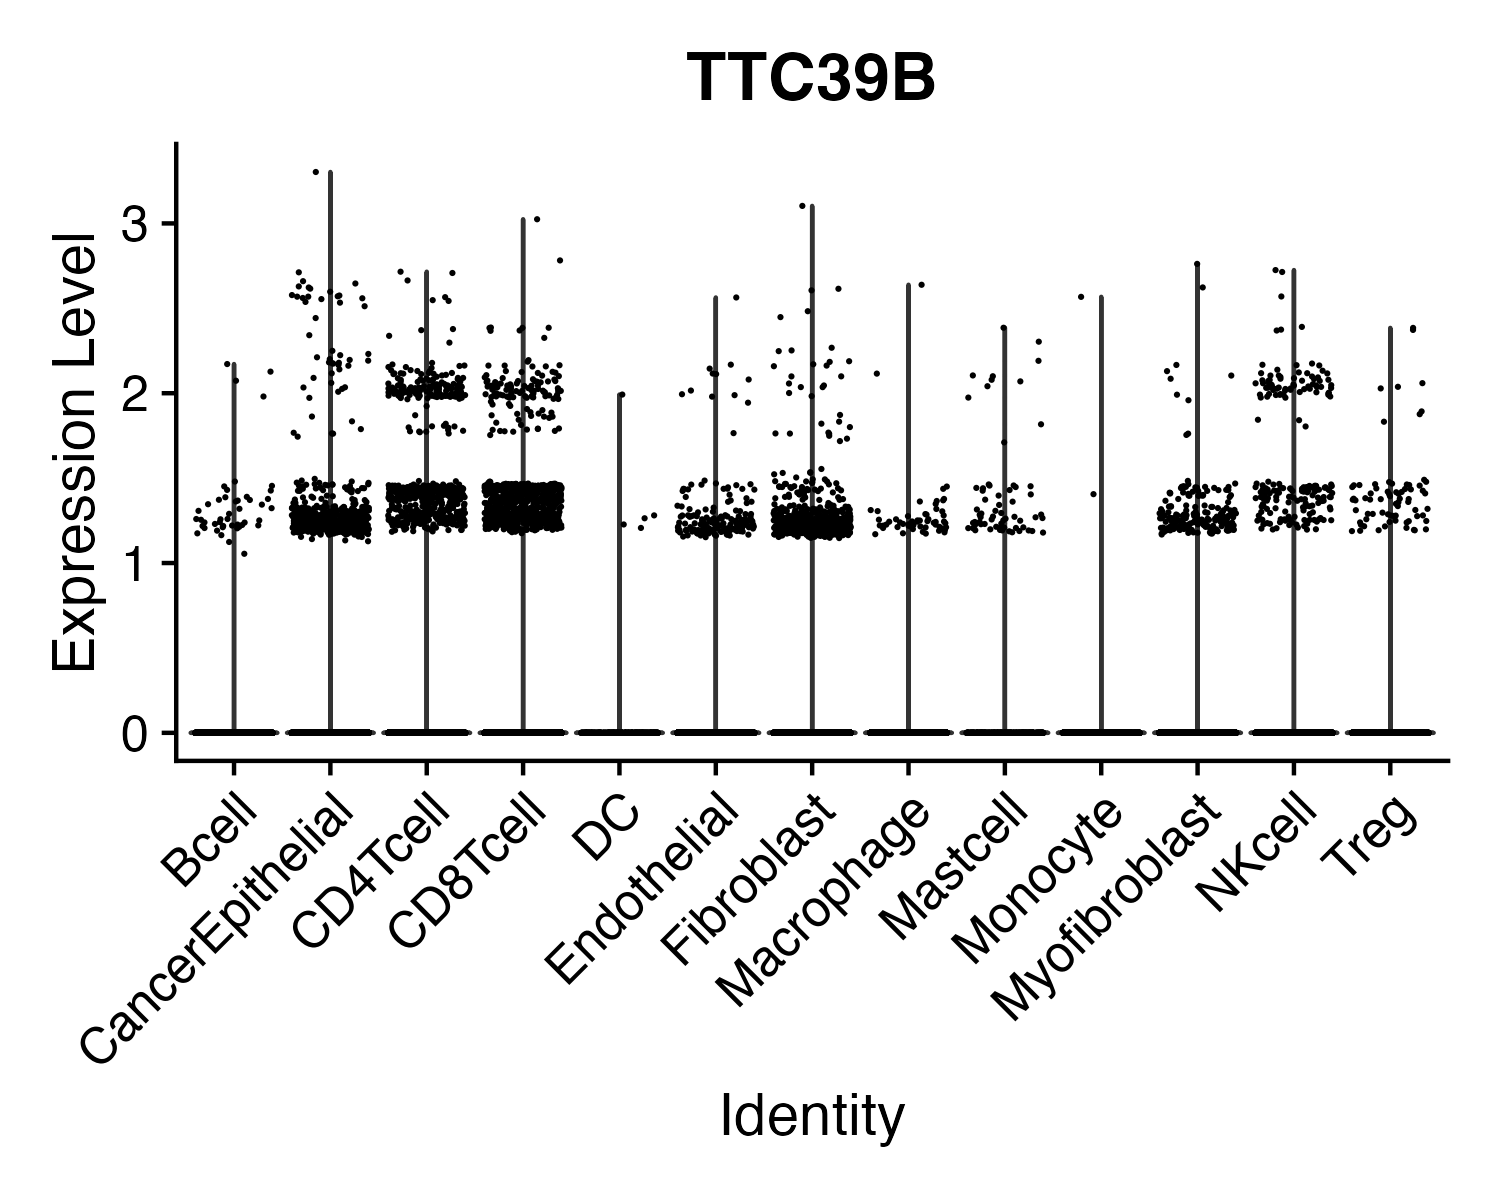 TTC39B
Expression Level
3
2
1
0
Bcell
CancerEpithelial
CD4Tcell
CD8Tcell
DC
Endothelial
Fibroblast
Macrophage
Mastcell
Monocyte
Myofibroblast
NKcell
Treg
Identity